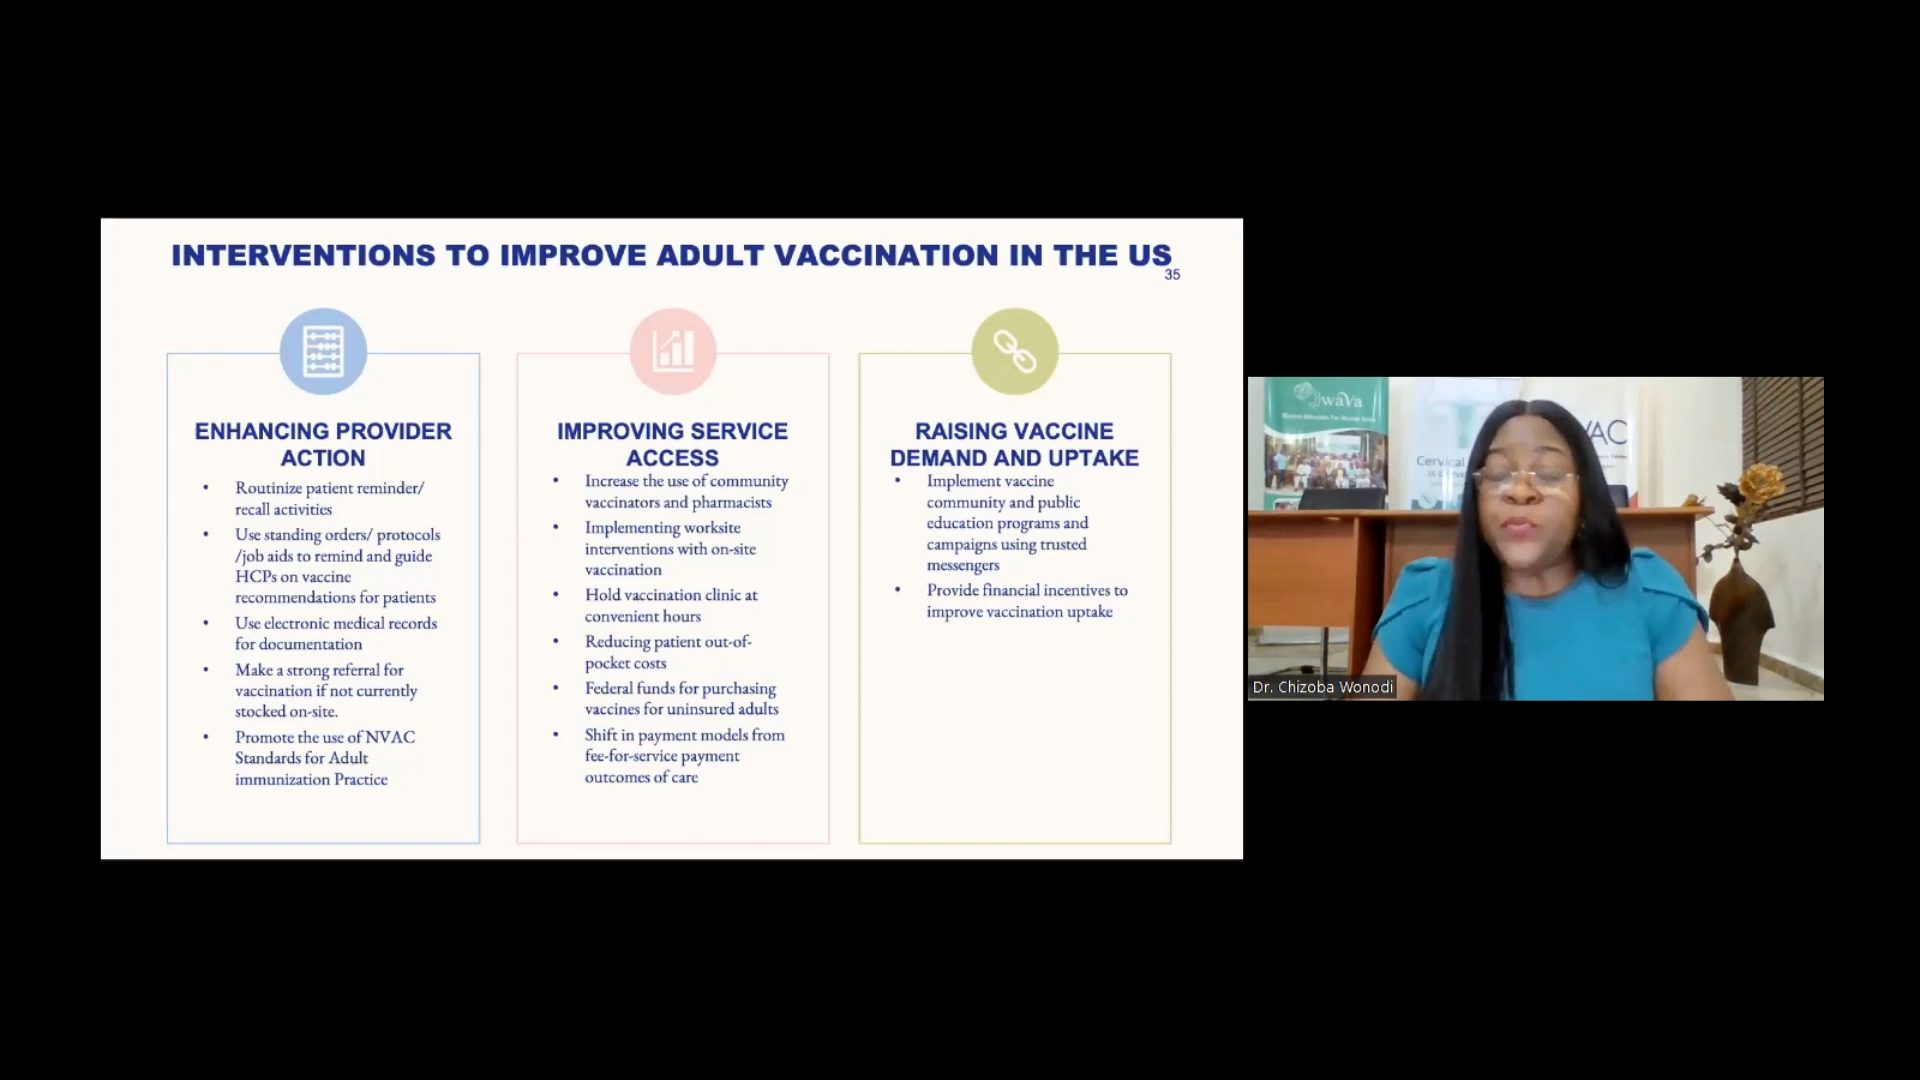 INTERVENTIONS TO IMPROVE ADULT VACCINATION IN THE US
35
ENHANCING PROVIDER
ACTION
• Routinize patient reminder/
recall activities
• Use standing orders/ protocols
/job aids to remind and guide
HCPs on vaccine
recommendations for patients
• Use electronic medical records
for documentation
• Make a strong referral for
vaccination if not currently
stocked on-site.
• Promote the use of NVAC
Standards for Adult
immunization Practice
IMPROVING SERVICE
ACCESS
• Increase the use of community
vaccinators and pharmacists
• Implementing worksite
interventions with on-site
vaccination
• Hold vaccination clinic at
convenient hours
• Reducing patient out-of-
pocket costs
• Federal funds for purchasing
vaccines for uninsured adults
• Shift in payment models from
fee-for-service payment
outcomes of care
RAISING VACCINE
DEMAND AND UPTAKE
• Implement vaccine
community and public
education programs and
campaigns using trusted
messengers
• Provide financial incentives to
improve vaccination uptake
wava
Cervical
VAC
Dr. Chizoba Wonodi